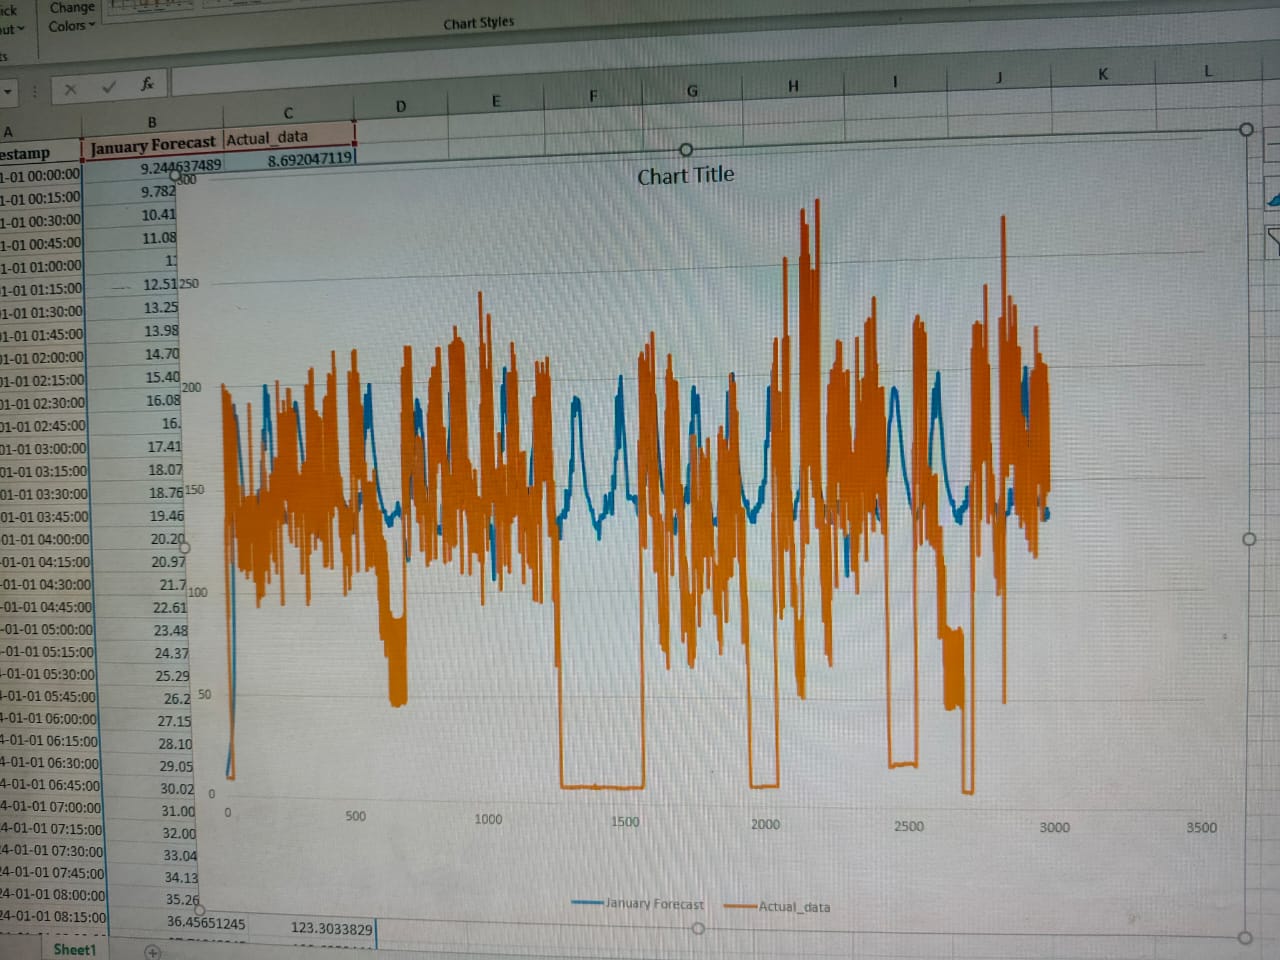 Change
Colors
Chart Styles
fx
A B C D E F G H I J K L
January Forecast Actual_data
1-01 00:00:00 9.244637489 8.692047119
1-01 00:15:00 9.782
1-01 00:30:00 10.41
1-01 00:45:00 11.08
1-01 01:00:00
1-01 01:15:00 12.51
1-01 01:30:00 13.25
1-01 01:45:00 13.98
1-01 02:00:00 14.70
1-01 02:15:00 15.40
01-01 02:30:00 16.08
01-01 02:45:00 16.
01-01 03:00:00 17.41
01-01 03:15:00 18.07
01-01 03:30:00 18.76
01-01 03:45:00 19.46
01-01 04:00:00 20.20
01-01 04:15:00 20.97
-01-01 04:30:00 21.7
-01-01 04:45:00 22.61
-01-01 05:00:00 23.48
-01-01 05:15:00 24.37
-01-01 05:30:00 25.29
-01-01 05:45:00 26.2
4-01-01 06:00:00 27.15
4-01-01 06:15:00 28.10
4-01-01 06:30:00 29.05
4-01-01 06:45:00 30.02
4-01-01 07:00:00 31.00
24-01-01 07:15:00 32.00
24-01-01 07:30:00 33.04
24-01-01 07:45:00 34.13
24-01-01 08:00:00 35.26
24-01-01 08:15:00 36.45651245 123.3033829
Chart Title
300
250
200
150
100
50
0
0 500 1000 1500 2000 2500 3000 3500
January Forecast Actual_data
Sheet1